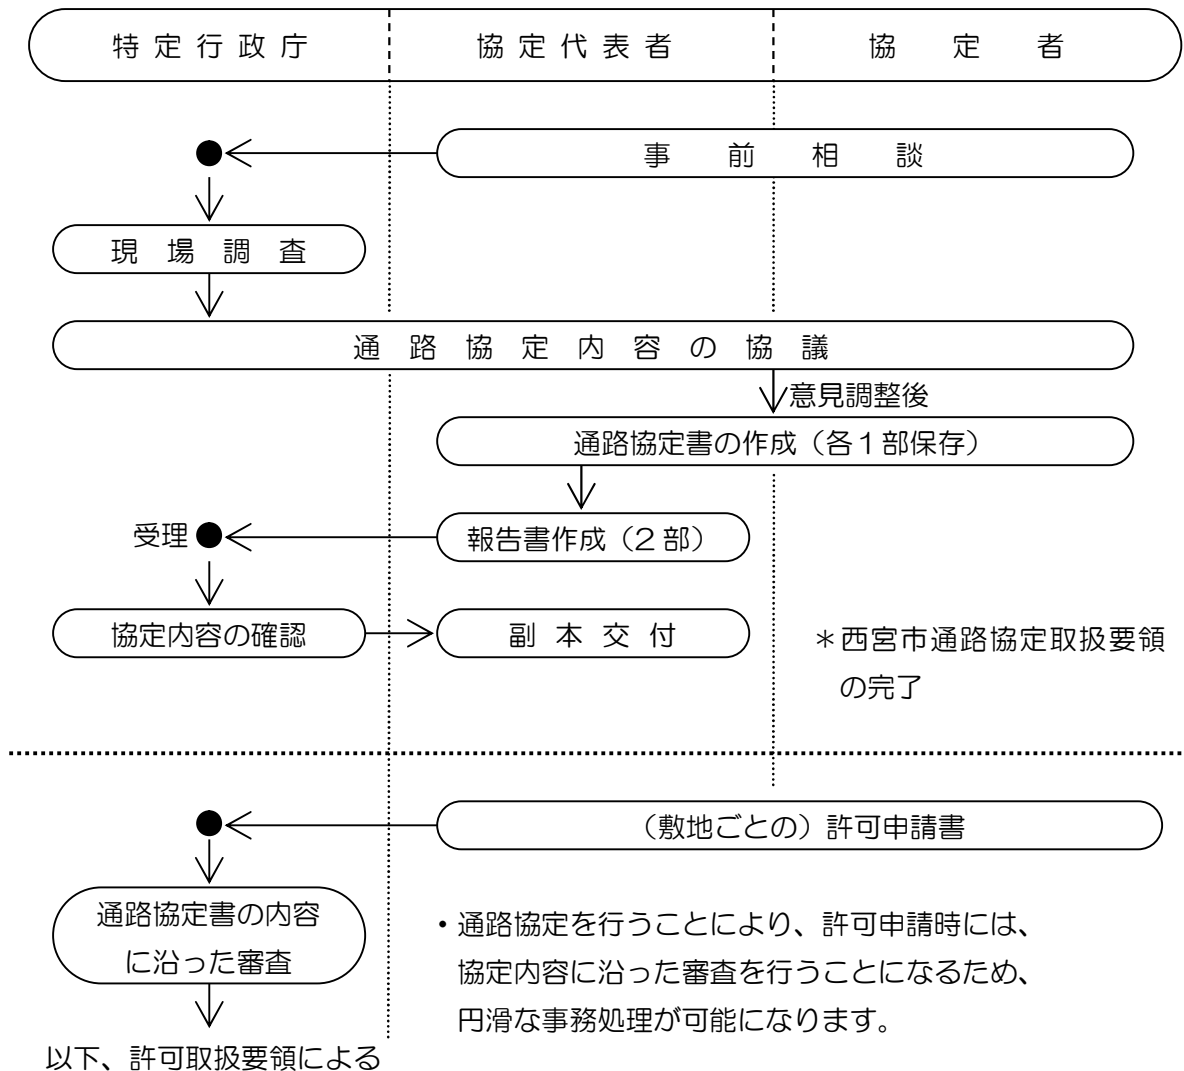 特定行政庁 協定代表者 協定者
事前相談
現場調査
通路協定内容の協議
意見調整後
通路協定書の作成（各１部保存）
受理 報告書作成（２部）
協定内容の確認 副本交付 ＊西宮市通路協定取扱要領
の完了
（敷地ごとの）許可申請書
通路協定書の内容
に沿った審査
・通路協定を行うことにより、許可申請時には、
協定内容に沿った審査を行うことになるため、
円滑な事務処理が可能になります。
以下、許可取扱要領による